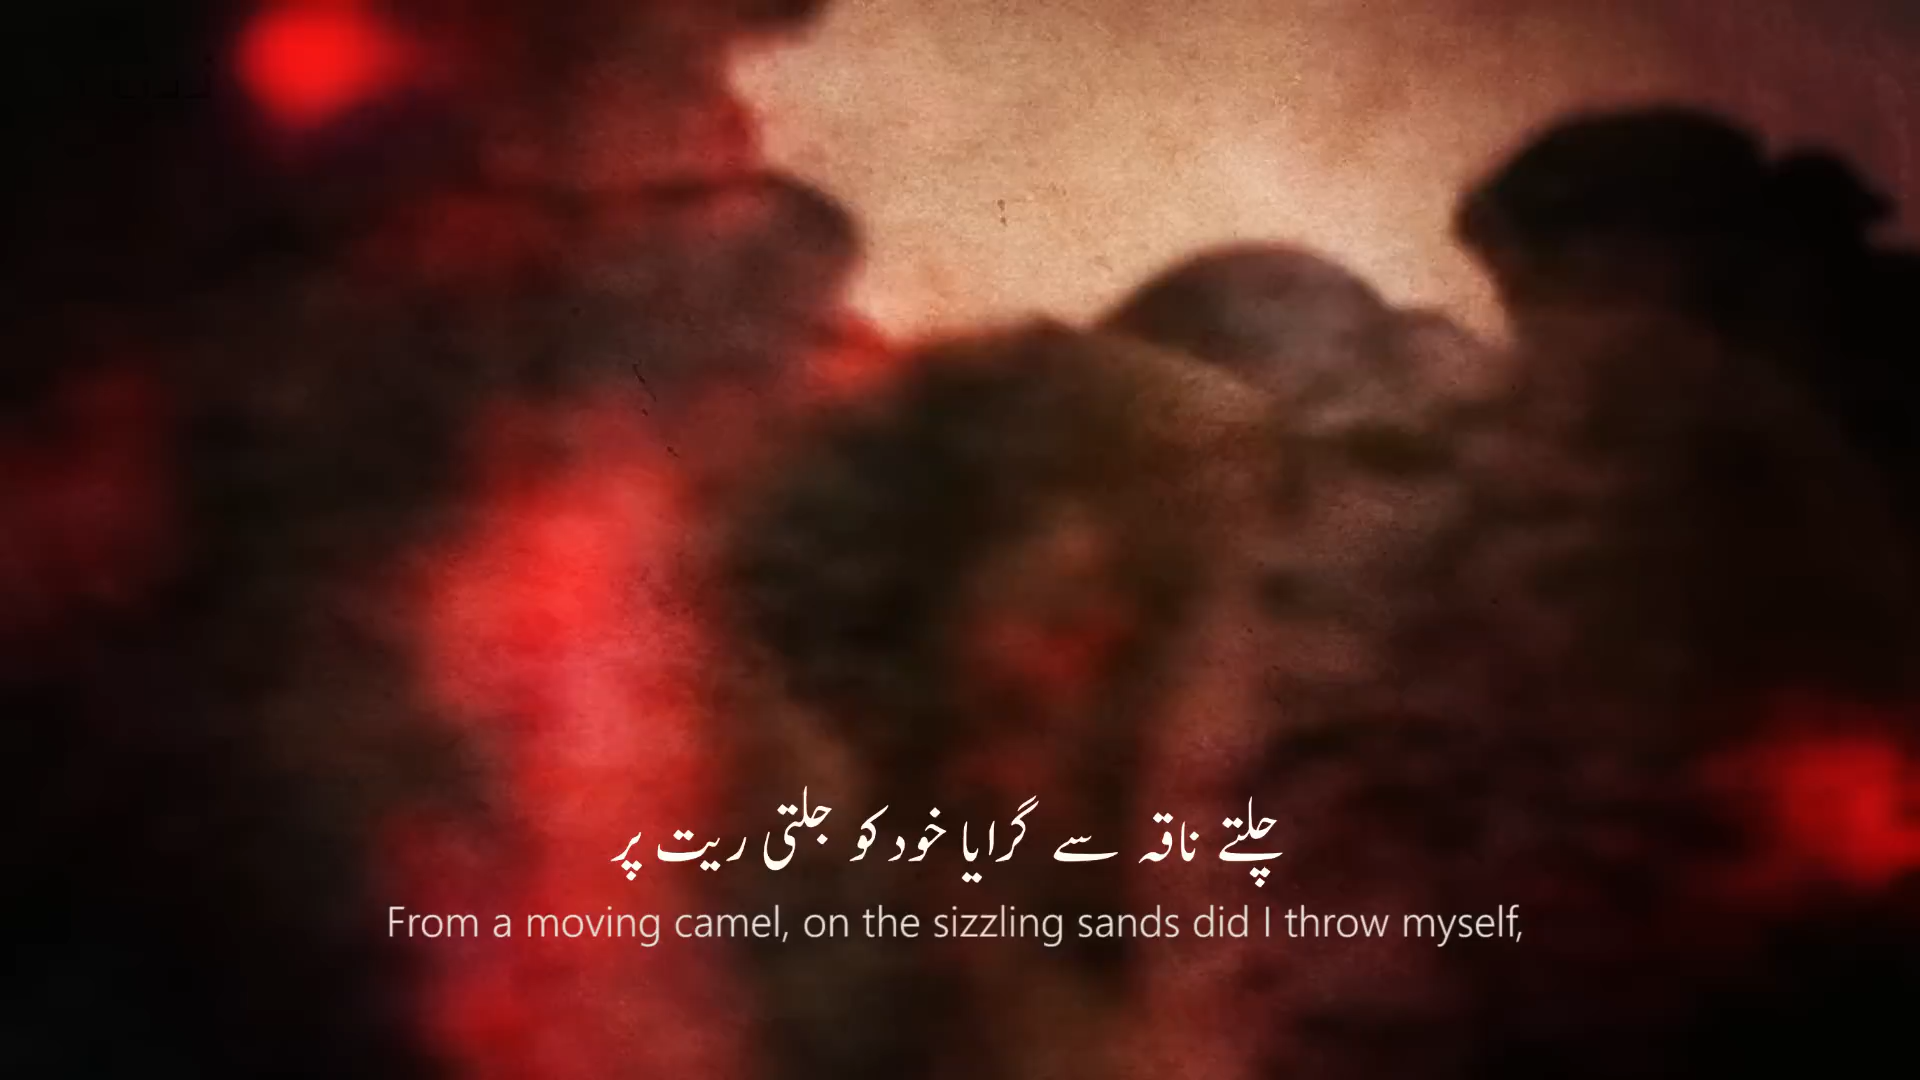 چلتے ناقہ سے گرایا خود کو جلتی ریت پر
From a moving camel, on the sizzling sands did I throw myself,